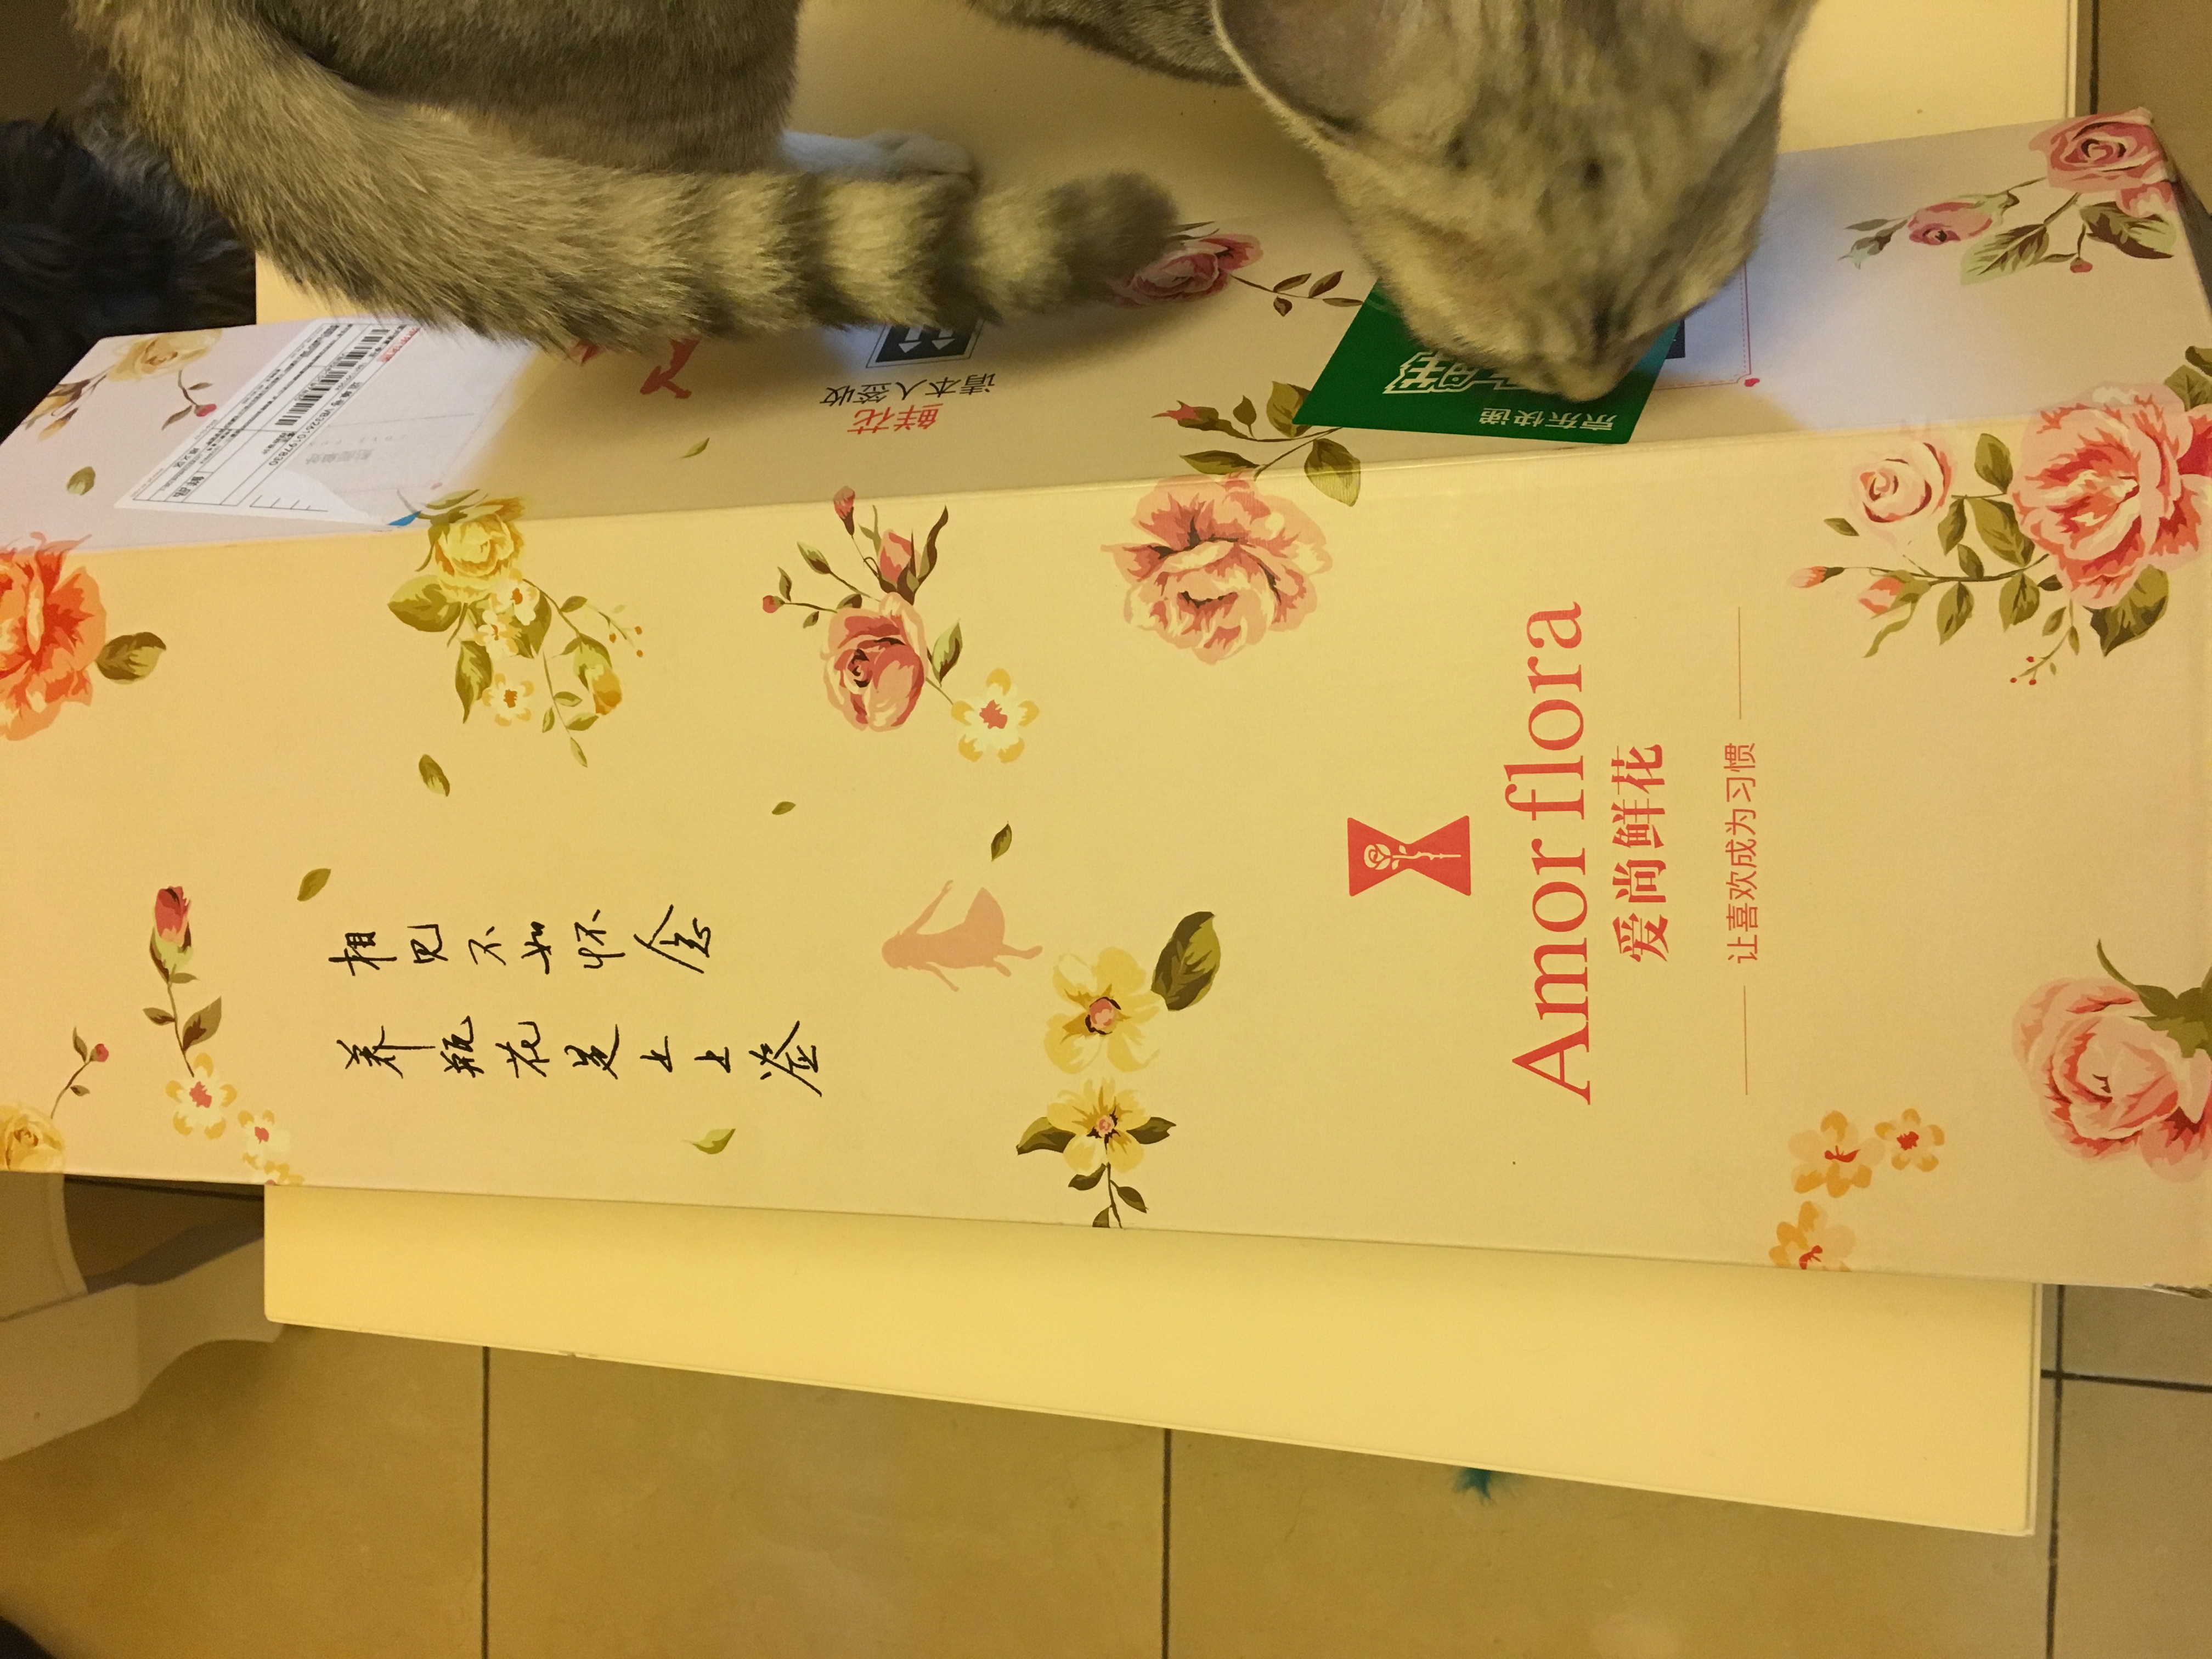 相见不如怀念
养瓶花是上上签
Amor flora
爱尚鲜花
让喜欢成为习惯
鲜花
请本人签收
京东快递
鲜